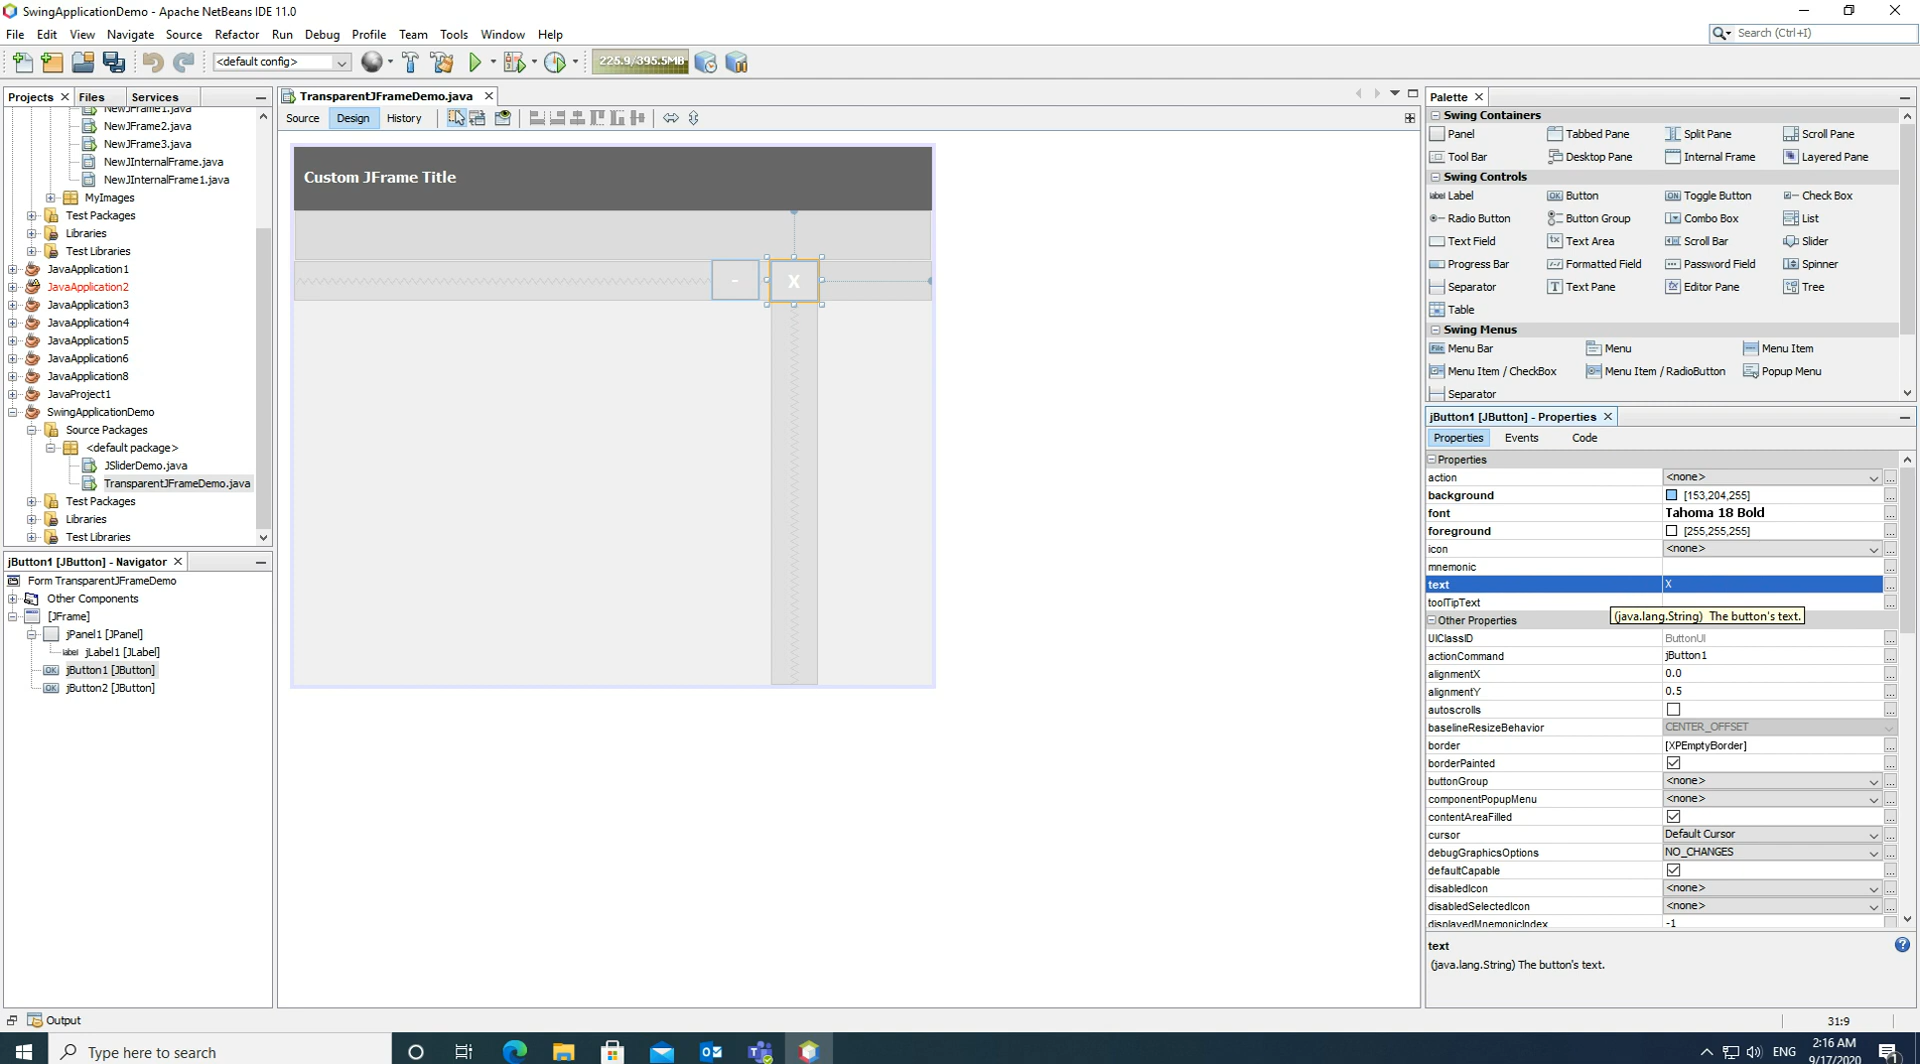 SwingApplicationDemo - Apache NetBeans IDE 11.0
File Edit View Navigate Source Refactor Run Debug Profile Team Tools Window Help
Search (Ctrl+I)
<default config>
225.9/395.5MB
Projects
Files
Services
NewJFrame1.java
NewJFrame2.java
NewJFrame3.java
NewJInternalFrame.java
NewJInternalFrame1.java
MyImages
Test Packages
Libraries
Test Libraries
JavaApplication1
JavaApplication2
JavaApplication3
JavaApplication4
JavaApplication5
JavaApplication6
JavaApplication8
JavaProject1
SwingApplicationDemo
Source Packages
<default package>
JSliderDemo.java
TransparentJFrameDemo.java
Test Packages
Libraries
Test Libraries
jButton1 [JButton] - Navigator
Form TransparentJFrameDemo
Other Components
[JFrame]
jPanel1 [JPanel]
label jLabel1 [JLabel]
OK jButton1 [JButton]
OK jButton2 [JButton]
Output
TransparentJFrameDemo.java
Source Design History
Custom JFrame Title
- X
Palette
Swing Containers
Panel Tabbed Pane Split Pane Scroll Pane
Tool Bar Desktop Pane Internal Frame Layered Pane
Swing Controls
label Label OK Button ON Toggle Button Check Box
Radio Button Button Group Combo Box List
Text Field Text Area Scroll Bar Slider
Progress Bar Formatted Field Password Field Spinner
Separator Text Pane Editor Pane Tree
Table
Swing Menus
Menu Bar Menu Menu Item
Menu Item / CheckBox Menu Item / RadioButton Popup Menu
Separator
jButton1 [JButton] - Properties
Properties Events Code
Properties
action <none>
background [153,204,255]
font Tahoma 18 Bold
foreground [255,255,255]
icon <none>
mnemonic
text X
toolTipText
(java.lang.String) The button's text.
Other Properties
UIClassID ButtonUI
actionCommand jButton1
alignmentX 0.0
alignmentY 0.5
autoscrolls
baselineResizeBehavior CENTER_OFFSET
border [XPEmptyBorder]
borderPainted
buttonGroup <none>
componentPopupMenu <none>
contentAreaFilled
cursor Default Cursor
debugGraphicsOptions NO_CHANGES
defaultCapable
disabledIcon <none>
disabledSelectedIcon <none>
displayedMnemonicIndex -1
text
(java.lang.String) The button's text.
31:9
Type here to search
ENG
2:16 AM
9/17/2020